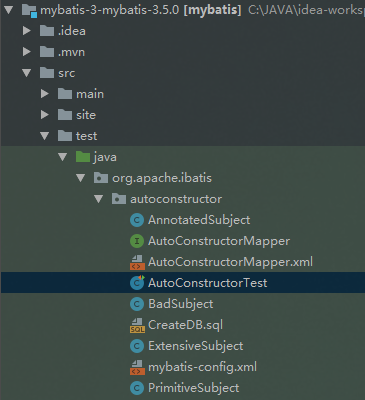 mybatis-3-mybatis-3.5.0 [mybatis] C:\JAVA\idea-worksp
.idea
.mvn
src
main
site
test
java
org.apache.ibatis
autoconstructor
AnnotatedSubject
AutoConstructorMapper
AutoConstructorMapper.xml
AutoConstructorTest
BadSubject
CreateDB.sql
ExtensiveSubject
mybatis-config.xml
PrimitiveSubject